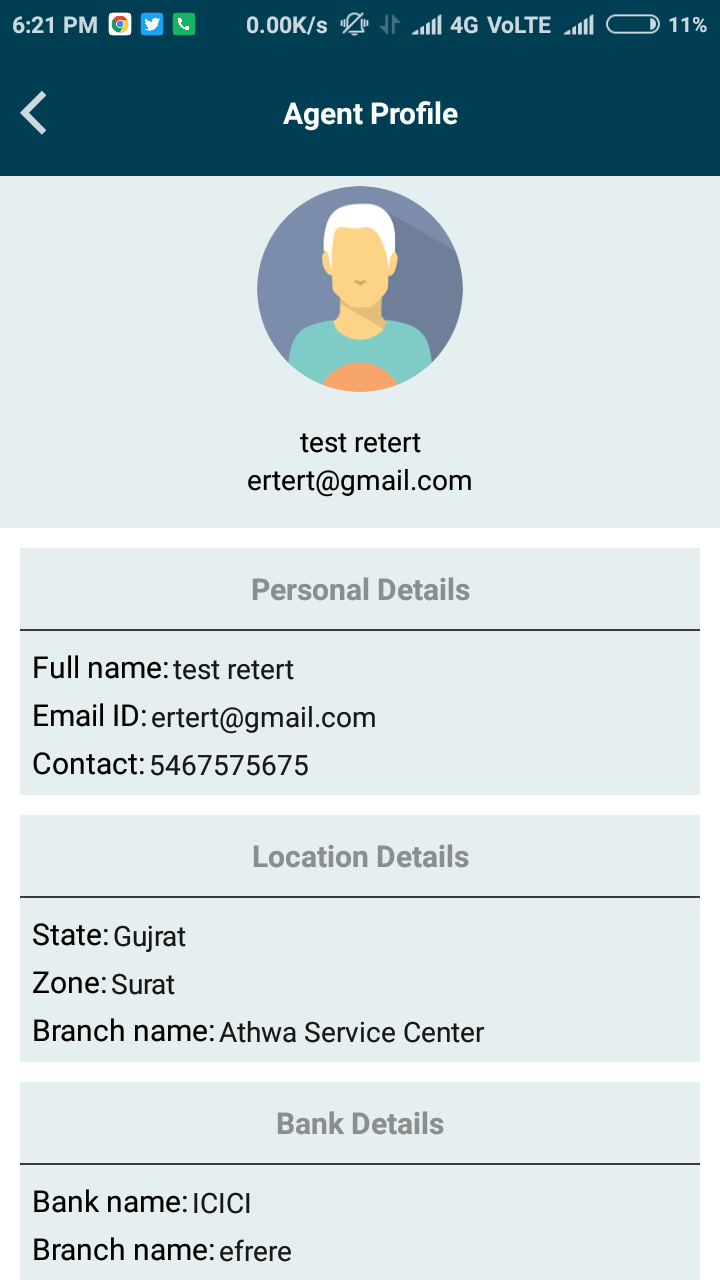 6:21 PM 0.00K/s 4G VoLTE 11%
Agent Profile
test retert
ertert@gmail.com
Personal Details
Full name: test retert
Email ID: ertert@gmail.com
Contact: 5467575675
Location Details
State: Gujrat
Zone: Surat
Branch name: Athwa Service Center
Bank Details
Bank name: ICICI
Branch name: efrere